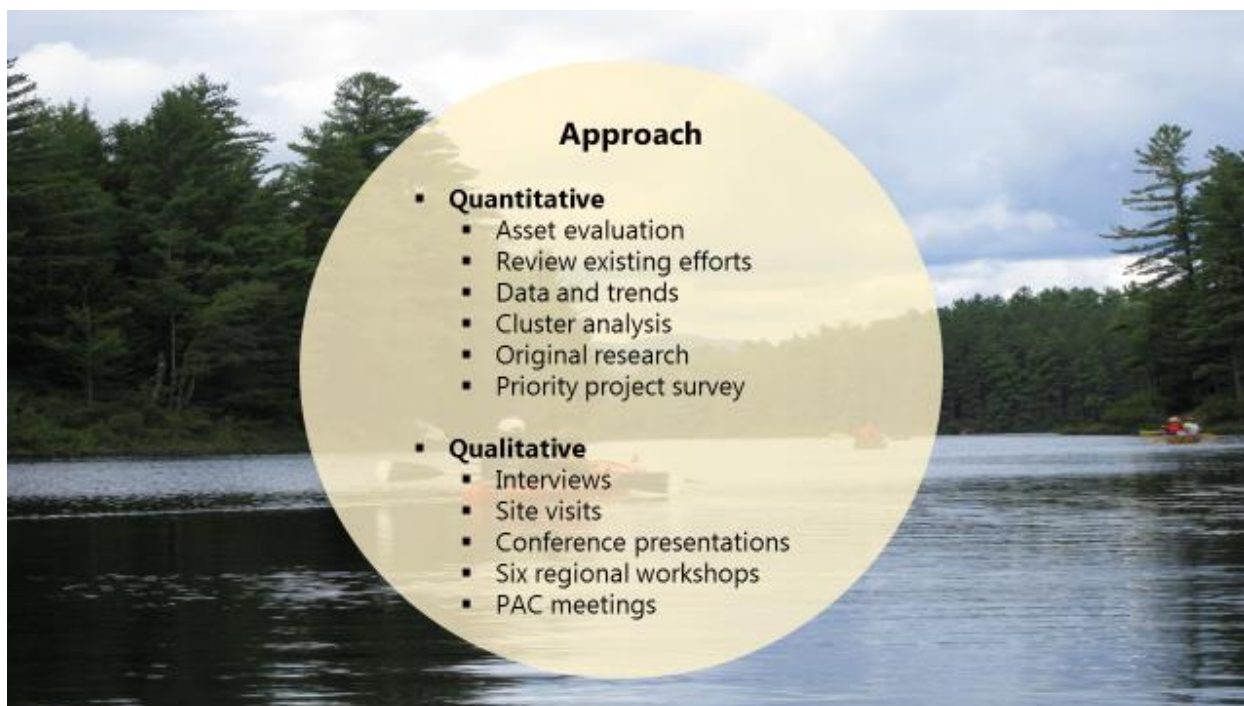 Approach
▪ Quantitative
▪ Asset evaluation
▪ Review existing efforts
▪ Data and trends
▪ Cluster analysis
▪ Original research
▪ Priority project survey
▪ Qualitative
▪ Interviews
▪ Site visits
▪ Conference presentations
▪ Six regional workshops
▪ PAC meetings